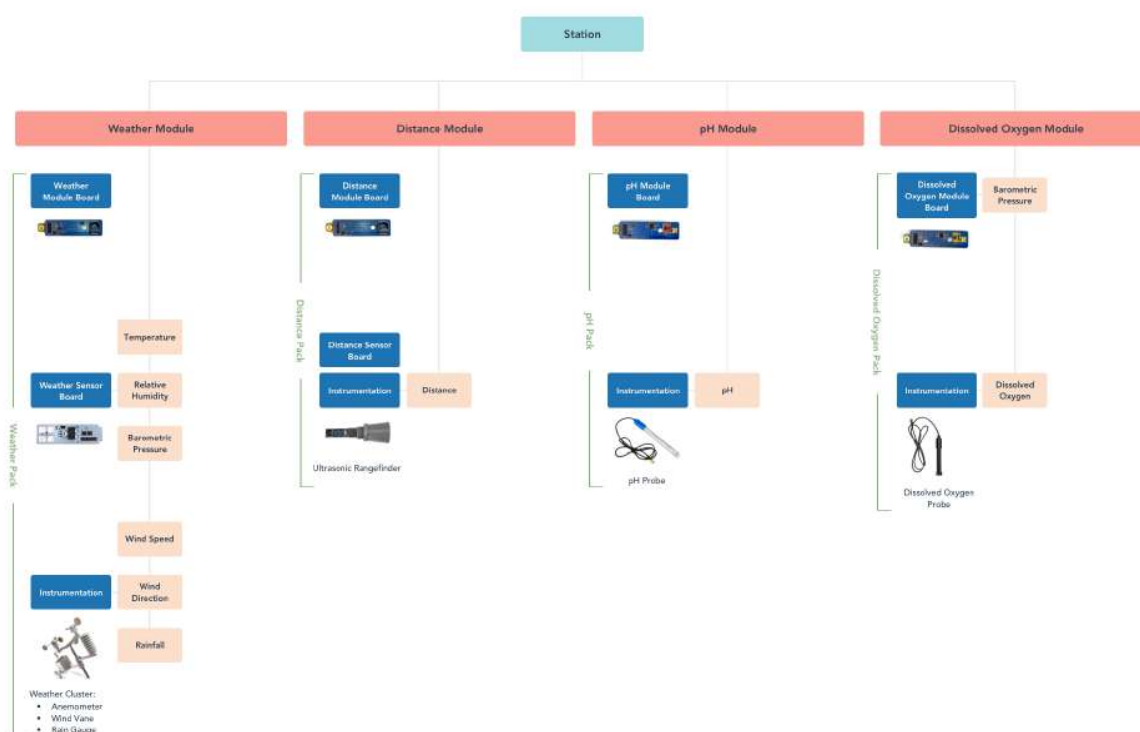 Station
Weather Module
Distance Module
pH Module
Dissolved Oxygen Module
Weather Pack
Weather
Module Board
Temperature
Weather Sensor
Board
Relative
Humidity
Barometric
Pressure
Wind Speed
Instrumentation
Wind
Direction
Rainfall
Weather Cluster:
• Anemometer
• Wind Vane
• Rain Gauge
Distance Pack
Distance
Module Board
Distance Sensor
Board
Instrumentation
Distance
Ultrasonic Rangefinder
pH Pack
pH Module
Board
Instrumentation
pH
pH Probe
Dissolved Oxygen Pack
Dissolved
Oxygen Module
Board
Barometric
Pressure
Instrumentation
Dissolved
Oxygen
Dissolved Oxygen
Probe